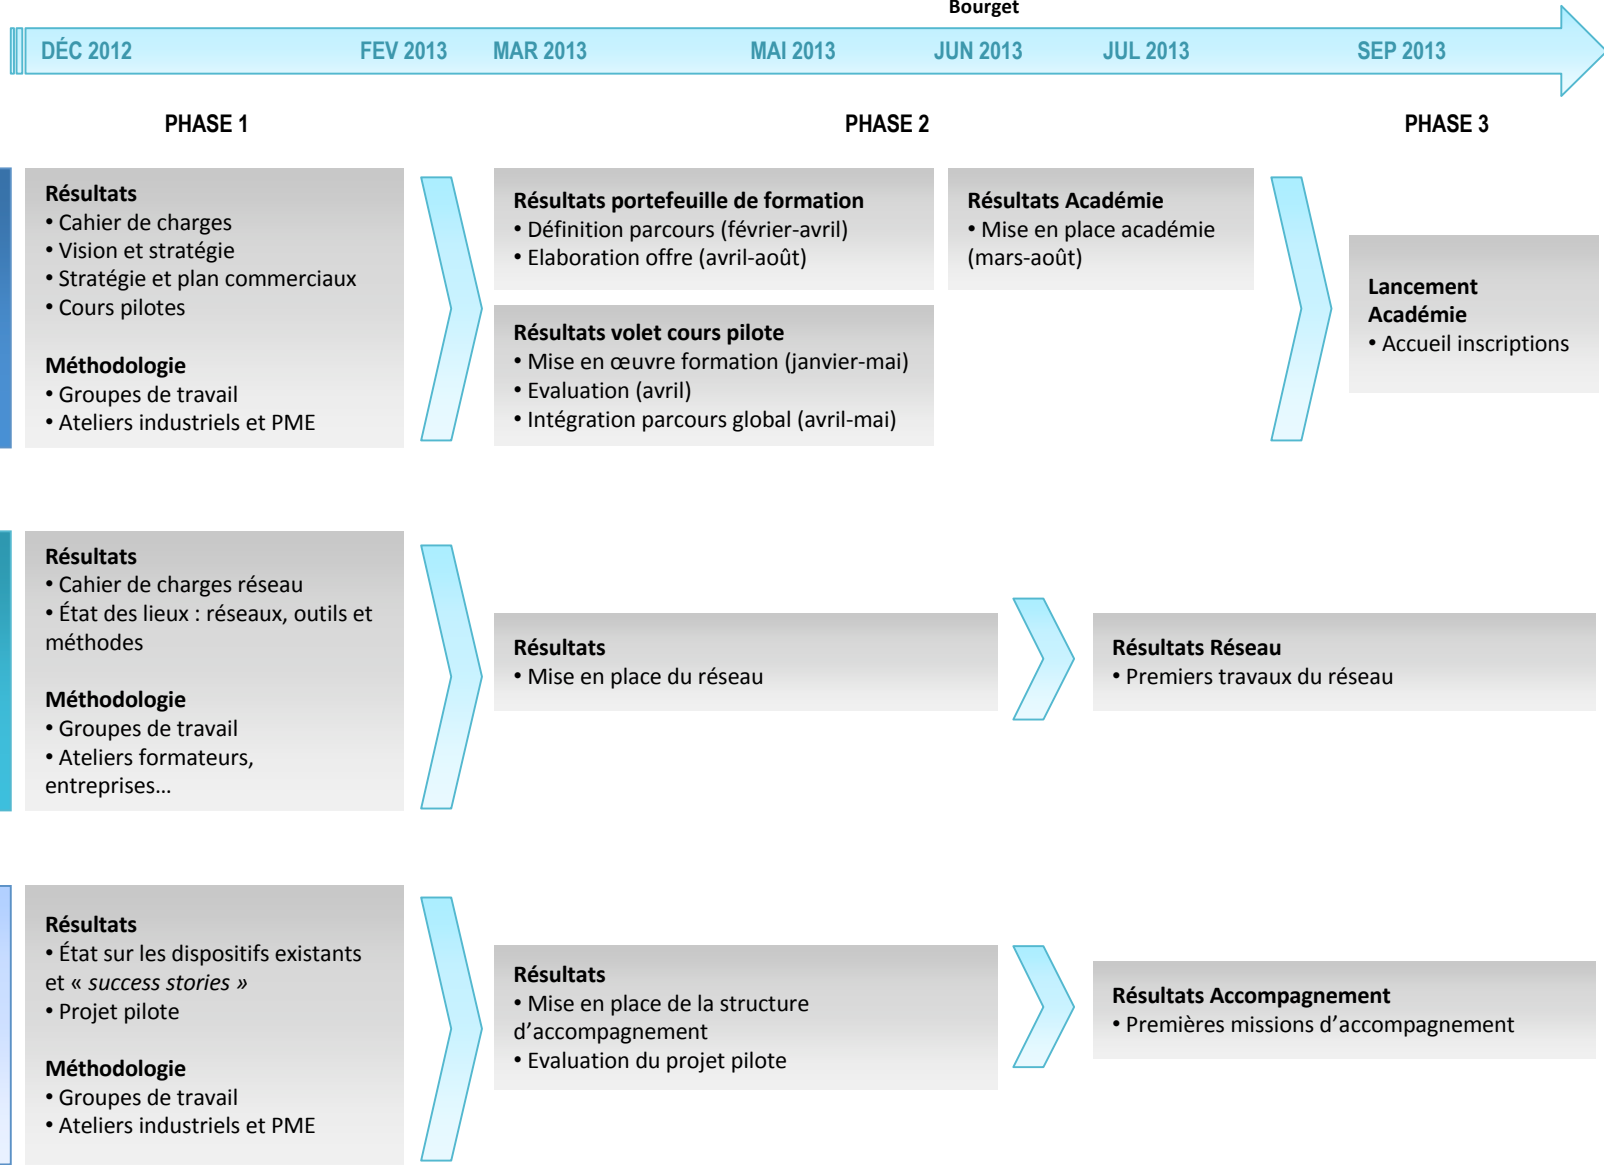 Bourget
DÉC 2012 FEV 2013 MAR 2013 MAI 2013 JUN 2013 JUL 2013 SEP 2013
PHASE 1 PHASE 2 PHASE 3
Résultats
• Cahier de charges
• Vision et stratégie
• Stratégie et plan commerciaux
• Cours pilotes
Méthodologie
• Groupes de travail
• Ateliers industriels et PME
Résultats portefeuille de formation
• Définition parcours (février-avril)
• Elaboration offre (avril-août)
Résultats volet cours pilote
• Mise en œuvre formation (janvier-mai)
• Evaluation (avril)
• Intégration parcours global (avril-mai)
Résultats Académie
• Mise en place académie
(mars-août)
Lancement
Académie
• Accueil inscriptions
Résultats
• Cahier de charges réseau
• État des lieux : réseaux, outils et
méthodes
Méthodologie
• Groupes de travail
• Ateliers formateurs,
entreprises…
Résultats
• Mise en place du réseau
Résultats Réseau
• Premiers travaux du réseau
Résultats
• État sur les dispositifs existants
et « success stories »
• Projet pilote
Méthodologie
• Groupes de travail
• Ateliers industriels et PME
Résultats
• Mise en place de la structure
d’accompagnement
• Evaluation du projet pilote
Résultats Accompagnement
• Premières missions d’accompagnement